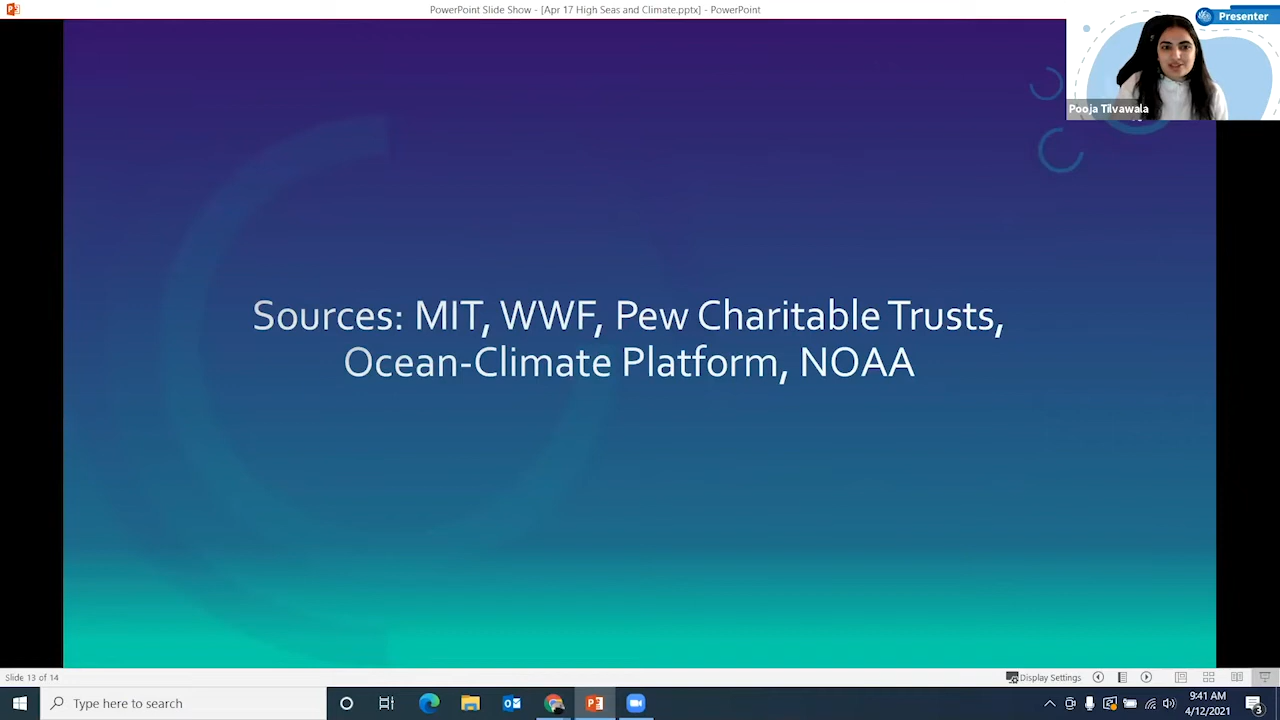 PowerPoint Slide Show - [Apr 17 High Seas and Climate.pptx] - PowerPoint
Presenter
Pooja Tilvawala
Sources: MIT, WWF, Pew Charitable Trusts,
Ocean-Climate Platform, NOAA
Slide 13 of 14
Display Settings
Type here to search
9:41 AM
4/12/2021
3